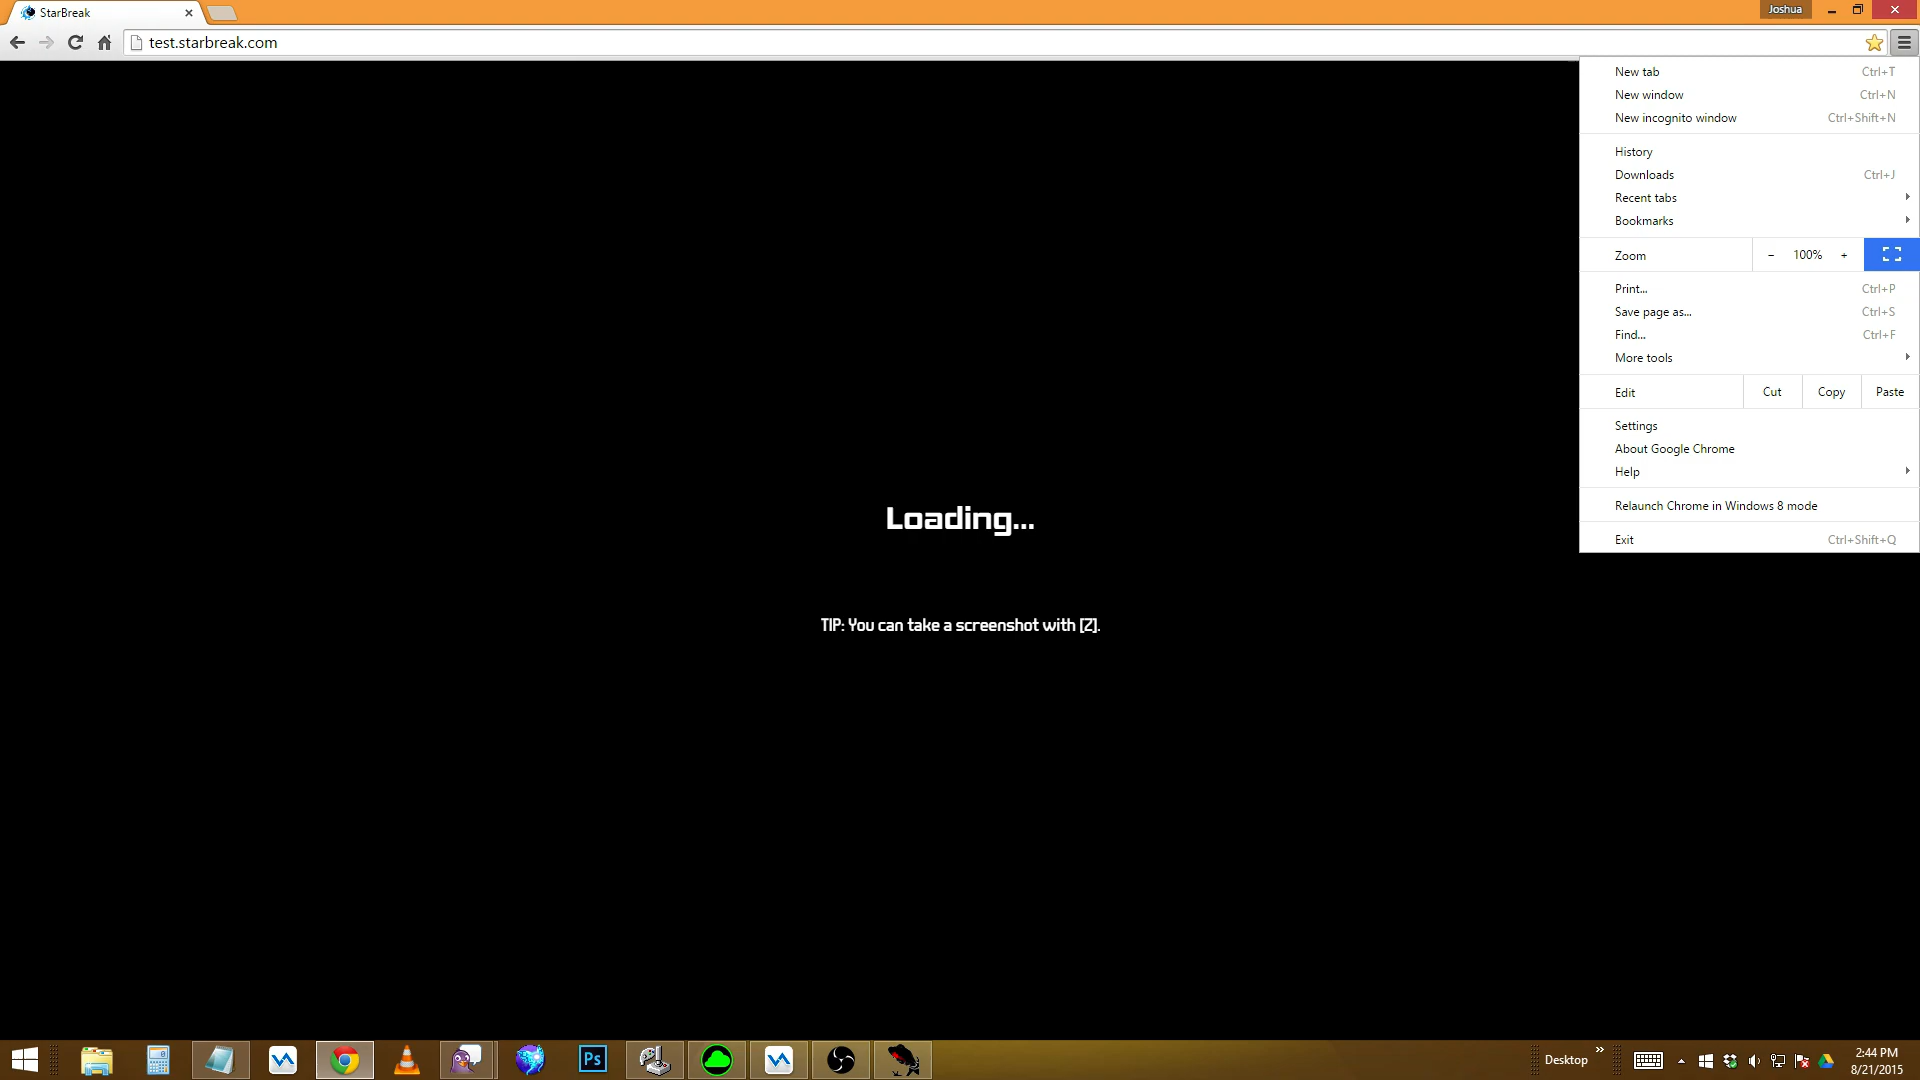 StarBreak
Joshua
test.starbreak.com
New tab Ctrl+T
New window Ctrl+N
New incognito window Ctrl+Shift+N
History
Downloads Ctrl+J
Recent tabs
Bookmarks
Zoom - 100% +
Print... Ctrl+P
Save page as... Ctrl+S
Find... Ctrl+F
More tools
Edit Cut Copy Paste
Settings
About Google Chrome
Help
Relaunch Chrome in Windows 8 mode
Exit Ctrl+Shift+Q
Loading...
TIP: You can take a screenshot with [Z].
Ps
Desktop
2:44 PM
8/21/2015